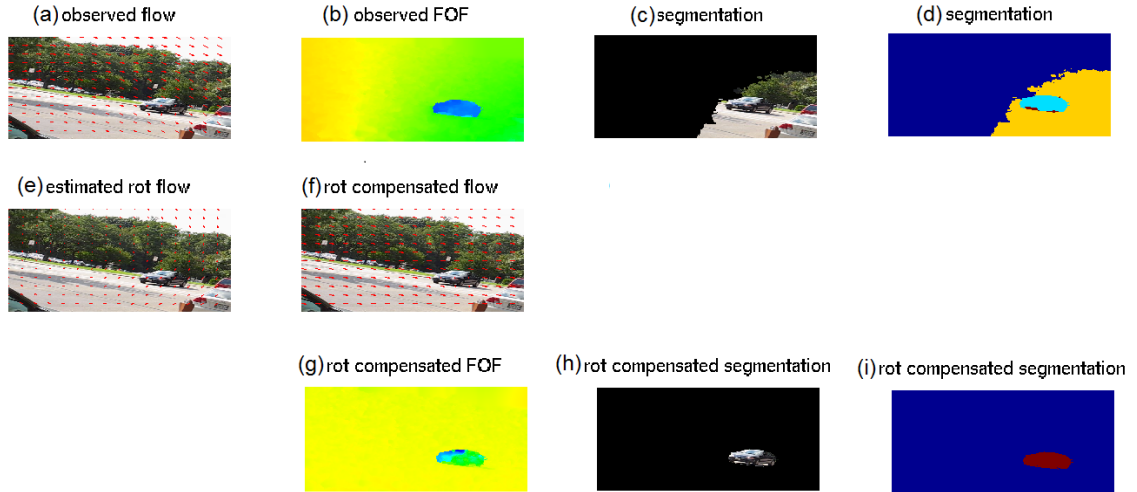 (a) observed flow
(b) observed FOF
(c) segmentation
(d) segmentation
(e) estimated rot flow
(f) rot compensated flow
(g) rot compensated FOF
(h) rot compensated segmentation
(i) rot compensated segmentation